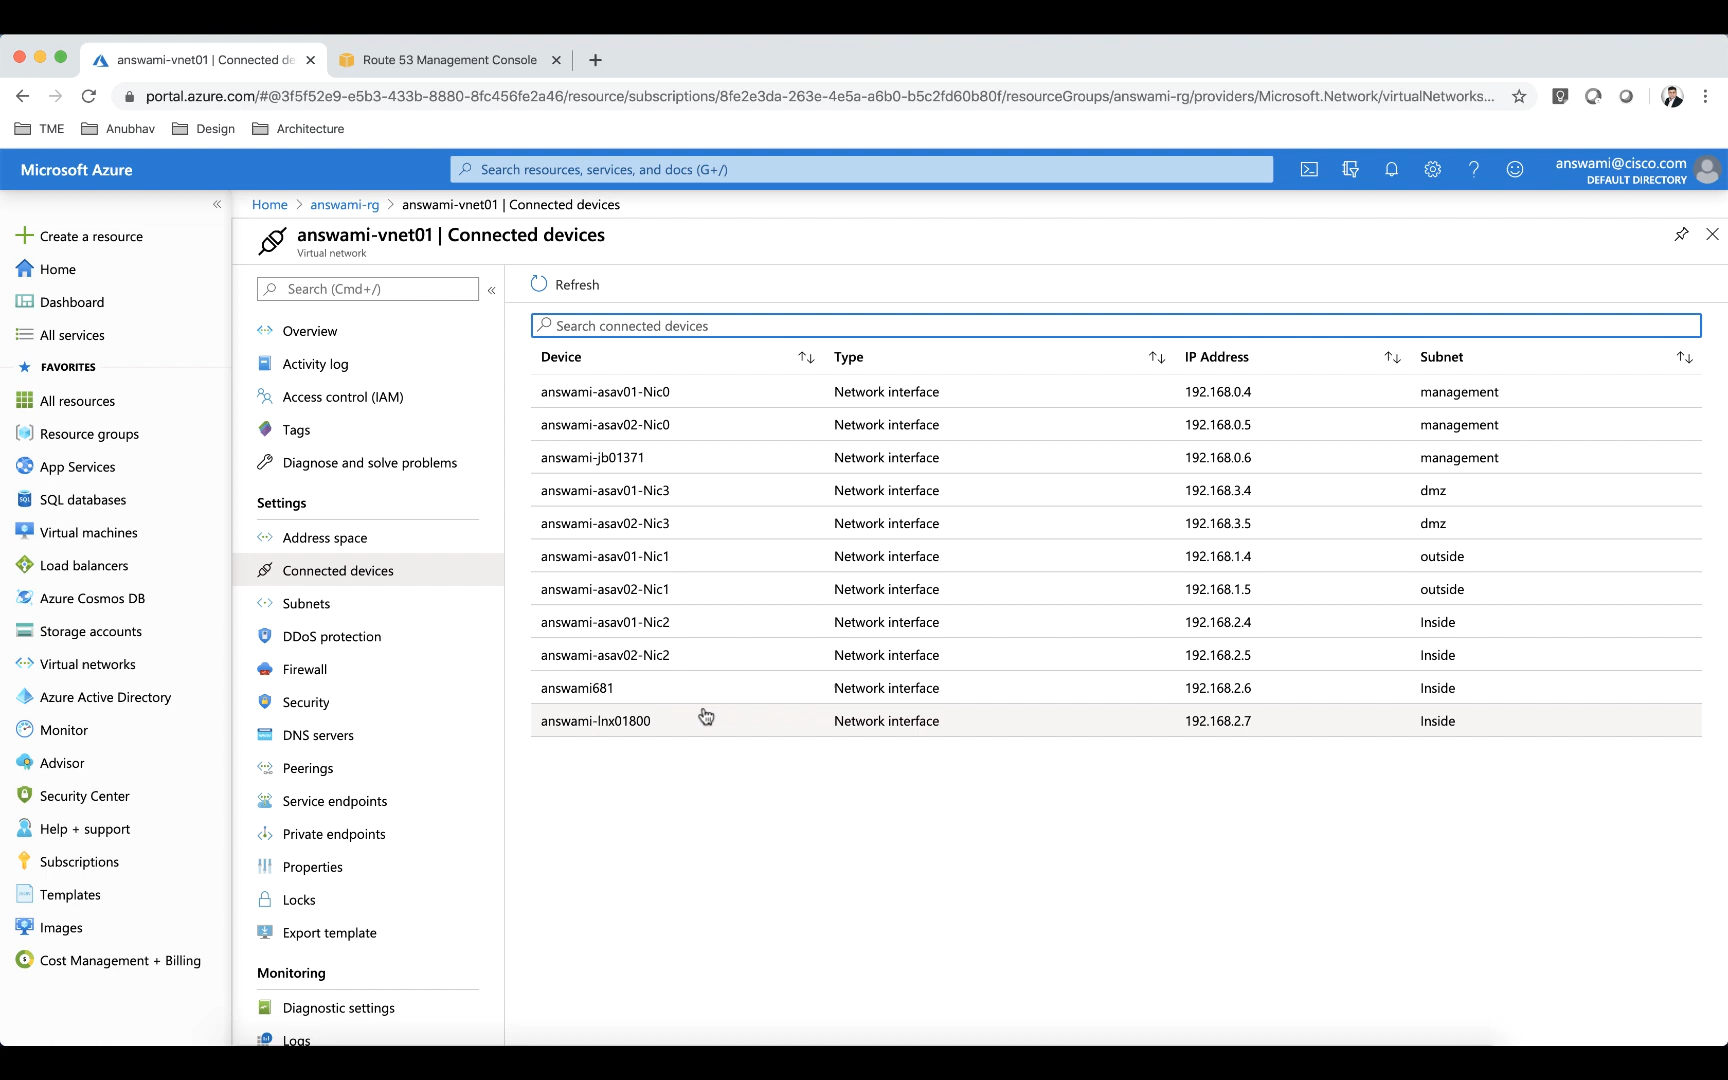 answami-vnet01 | Connected de
Route 53 Management Console
portal.azure.com/#@3f5f52e9-e5b3-433b-8880-8fc456fe2a46/resource/subscriptions/8fe2e3da-263e-4e5a-a6b0-b5c2fd60b80f/resourceGroups/answami-rg/providers/Microsoft.Network/virtualNetworks...
TME Anubhav Design Architecture
Microsoft Azure
Search resources, services, and docs (G+/)
answami@cisco.com
DEFAULT DIRECTORY
Home > answami-rg > answami-vnet01 | Connected devices
answami-vnet01 | Connected devices
Virtual network
Create a resource
Home
Dashboard
All services
FAVORITES
All resources
Resource groups
App Services
SQL databases
Virtual machines
Load balancers
Azure Cosmos DB
Storage accounts
Virtual networks
Azure Active Directory
Monitor
Advisor
Security Center
Help + support
Subscriptions
Templates
Images
Cost Management + Billing
Search (Cmd+/)
Overview
Activity log
Access control (IAM)
Tags
Diagnose and solve problems
Settings
Address space
Connected devices
Subnets
DDoS protection
Firewall
Security
DNS servers
Peerings
Service endpoints
Private endpoints
Properties
Locks
Export template
Monitoring
Diagnostic settings
Logs
Refresh
Search connected devices
Device Type IP Address Subnet
answami-asav01-Nic0 Network interface 192.168.0.4 management
answami-asav02-Nic0 Network interface 192.168.0.5 management
answami-jb01371 Network interface 192.168.0.6 management
answami-asav01-Nic3 Network interface 192.168.3.4 dmz
answami-asav02-Nic3 Network interface 192.168.3.5 dmz
answami-asav01-Nic1 Network interface 192.168.1.4 outside
answami-asav02-Nic1 Network interface 192.168.1.5 outside
answami-asav01-Nic2 Network interface 192.168.2.4 Inside
answami-asav02-Nic2 Network interface 192.168.2.5 Inside
answami681 Network interface 192.168.2.6 Inside
answami-lnx01800 Network interface 192.168.2.7 Inside